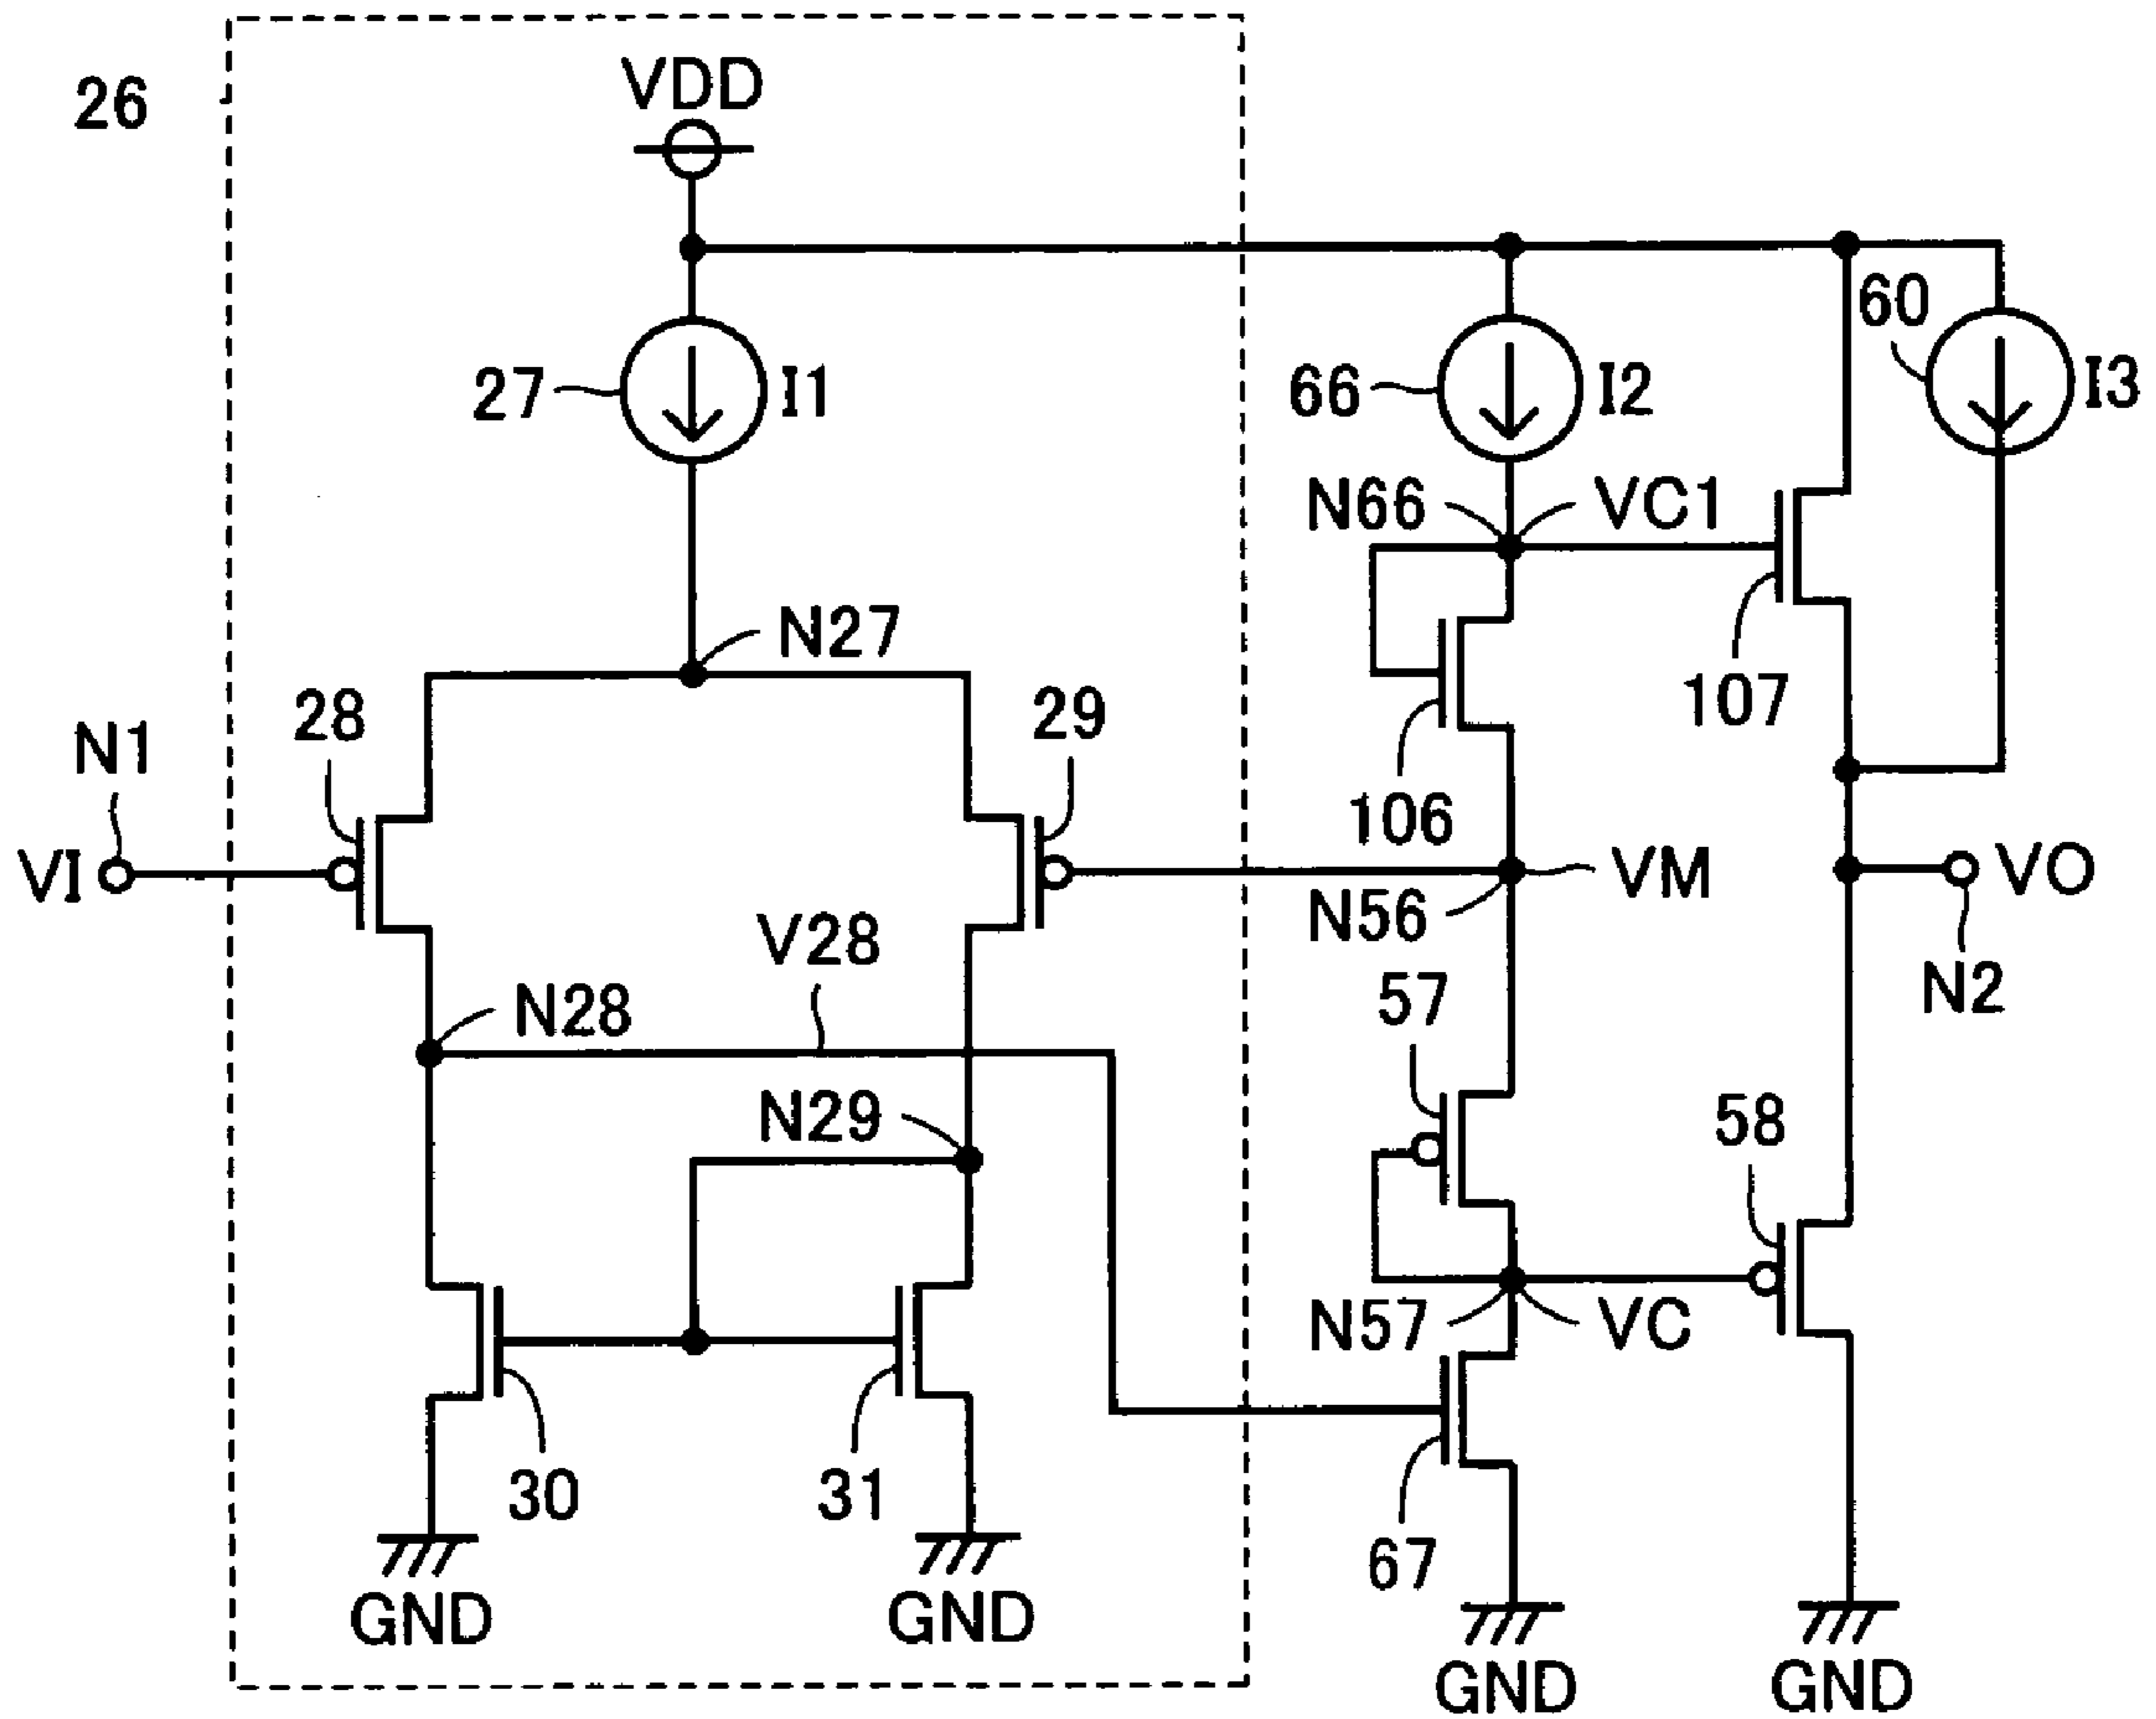 26
VDD
60
27
I1
66
I2
I3
N66
VC1
N27
28
29
107
N1
106
VI
VM
VO
N56
V28
57
N2
N28
N29
58
N57
VC
30
31
67
GND
GND
GND
GND